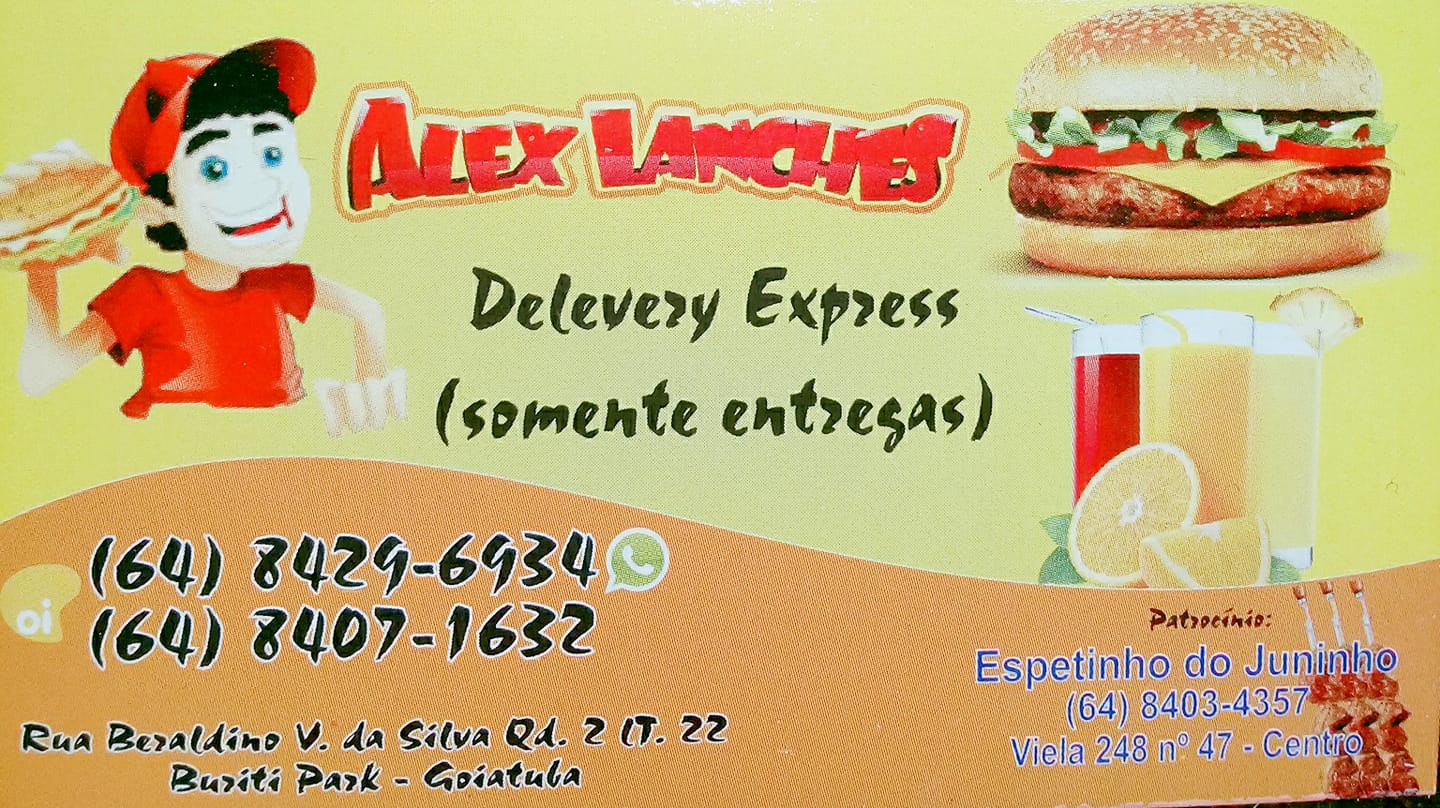 ALEX LANCHES
Delevery Express
(somente entregas)
(64) 8429-6934
oi
(64) 8407-1632
Rua Beraldino V. da Silva Qd. 2 LT. 22
Buriti Park - Goiatuba
Patrocínio:
Espetinho do Juninho
(64) 8403-4357
Viela 248 nº 47 - Centro